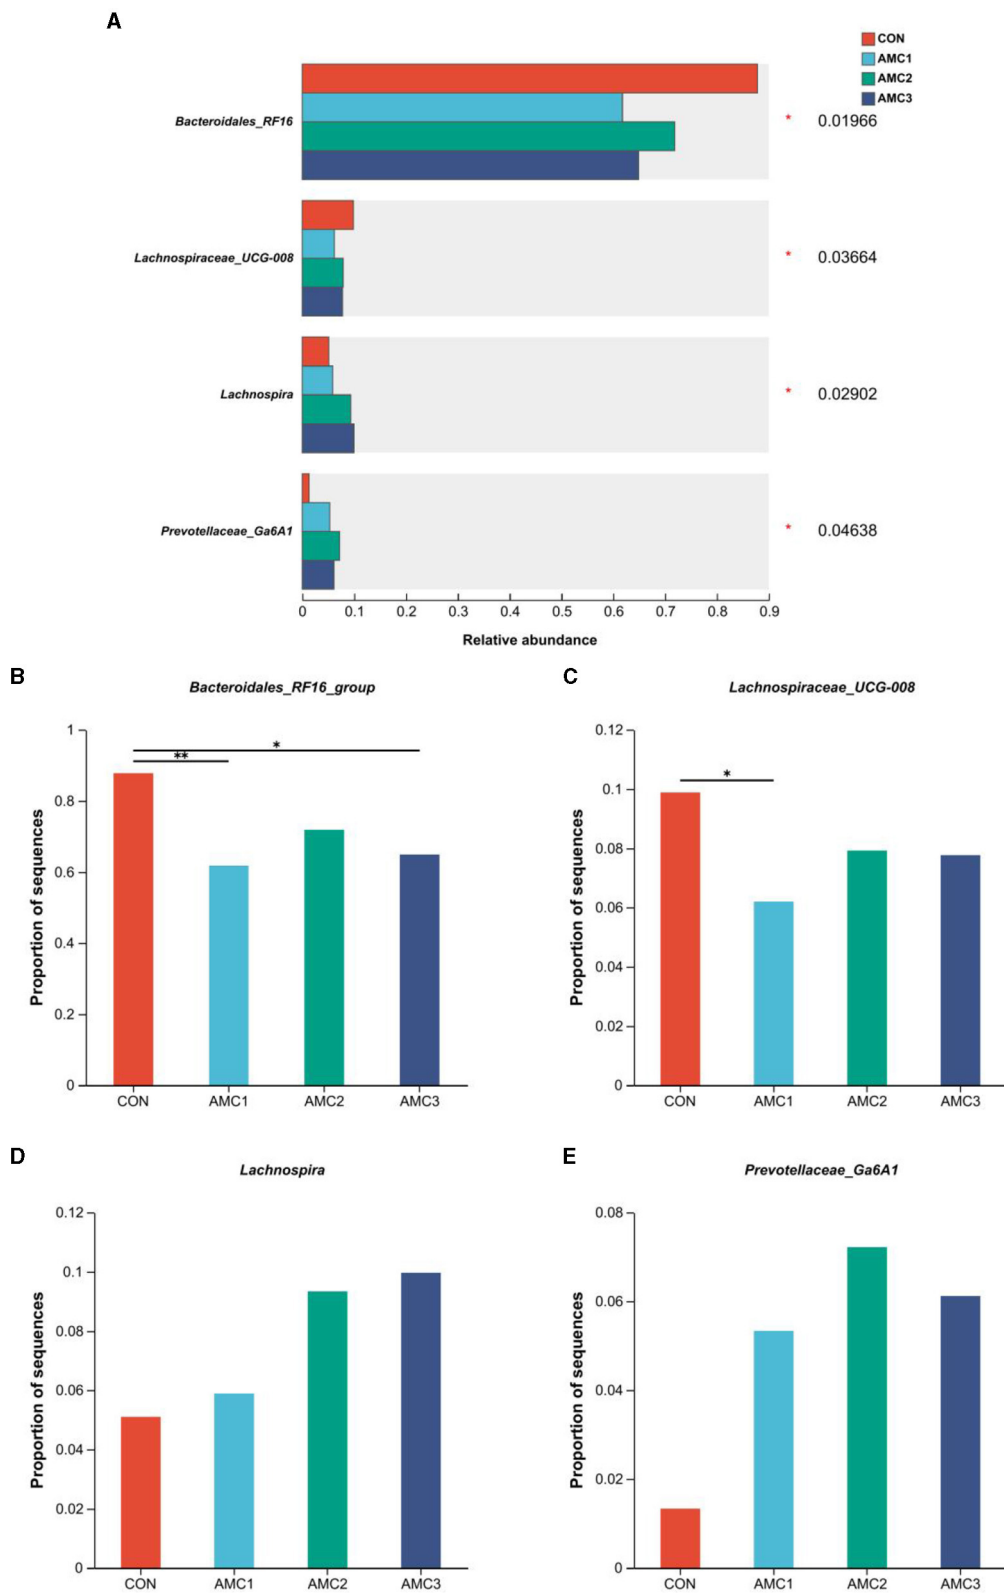 A
CON
AMC1
AMC2
AMC3
Bacteroidales_RF16
* 0.01966
Lachnospiraceae_UCG-008
* 0.03664
Lachnospira
* 0.02902
Prevotellaceae_Ga6A1
* 0.04638
0 0.1 0.2 0.3 0.4 0.5 0.6 0.7 0.8 0.9
Relative abundance
B
Bacteroidales_RF16_group
Proportion of sequences
1
0.8
0.6
0.4
0.2
0
*
**
CON AMC1 AMC2 AMC3
C
Lachnospiraceae_UCG-008
Proportion of sequences
0.12
0.1
0.08
0.06
0.04
0.02
0
*
CON AMC1 AMC2 AMC3
D
Lachnospira
Proportion of sequences
0.12
0.1
0.08
0.06
0.04
0.02
0
CON AMC1 AMC2 AMC3
E
Prevotellaceae_Ga6A1
Proportion of sequences
0.08
0.06
0.04
0.02
0
CON AMC1 AMC2 AMC3